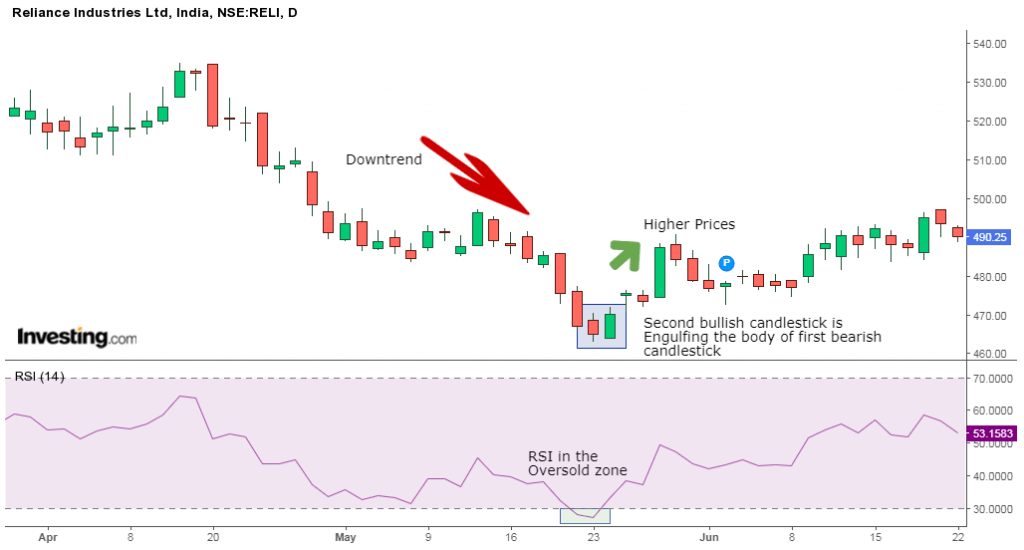 Reliance Industries Ltd, India, NSE:RELI, D
540.00
530.00
520.00
510.00
Downtrend
500.00
Higher Prices
490.25
P
480.00
470.00
Second bullish candlestick is
Engulfing the body of first bearish
candlestick
Investing.com
460.00
RSI (14)
70.0000
60.0000
53.1583
50.0000
RSI in the
Oversold zone
40.0000
30.0000
Apr 8 20 May 9 16 23 Jun 8 15 22